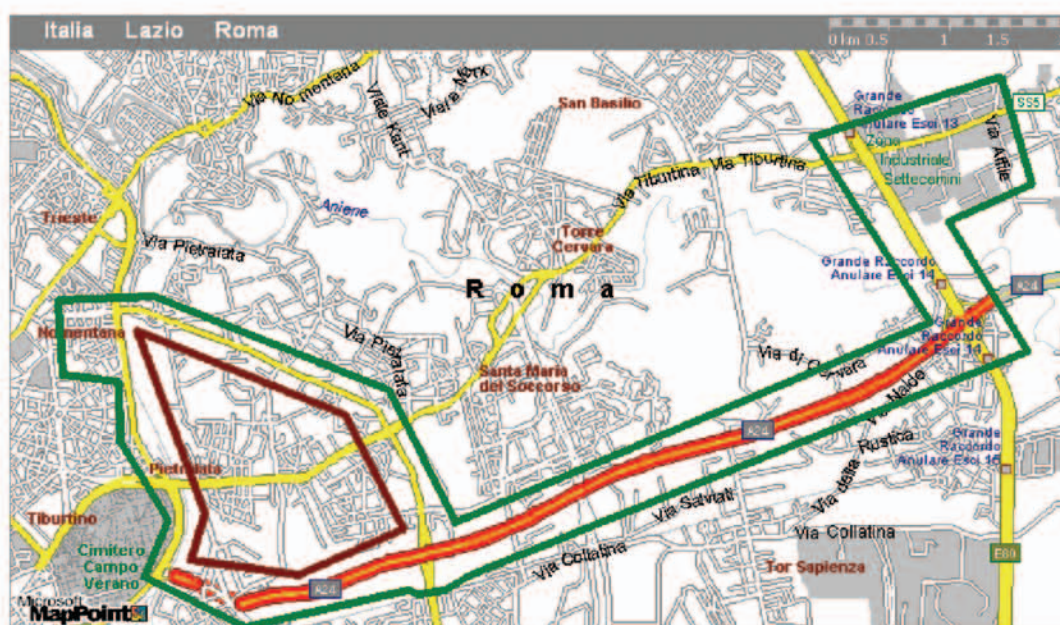 Italia Lazio Roma
0 km 0.5 1 1.5
Via Nomentana
Viale Kant
Viale Marx
San Basilio
Grande
Raccordo
Anulare Esci 13
SS5
Via Affile
Zona
Industriale
Settecamini
Via Tiburtina
Via Tiburtina
Trieste
Aniene
Via Pietralata
Torre
Cervara
Roma
Grande Raccordo
Anulare Esci 14
A24
Nomentana
Via Pietralata
Grande
Raccordo
Anulare Esci 14
Via di Cervara
Santa Maria
del Soccorso
Via Naide
A24
Grande
Raccordo
Anulare Esci 15
Pietralata
Via della Rustica
Via Salviati
Tiburtino
Via Collatina
Via Collatina
Cimitero
Campo
Verano
Tor Sapienza
E80
A24
Microsoft
MapPoint